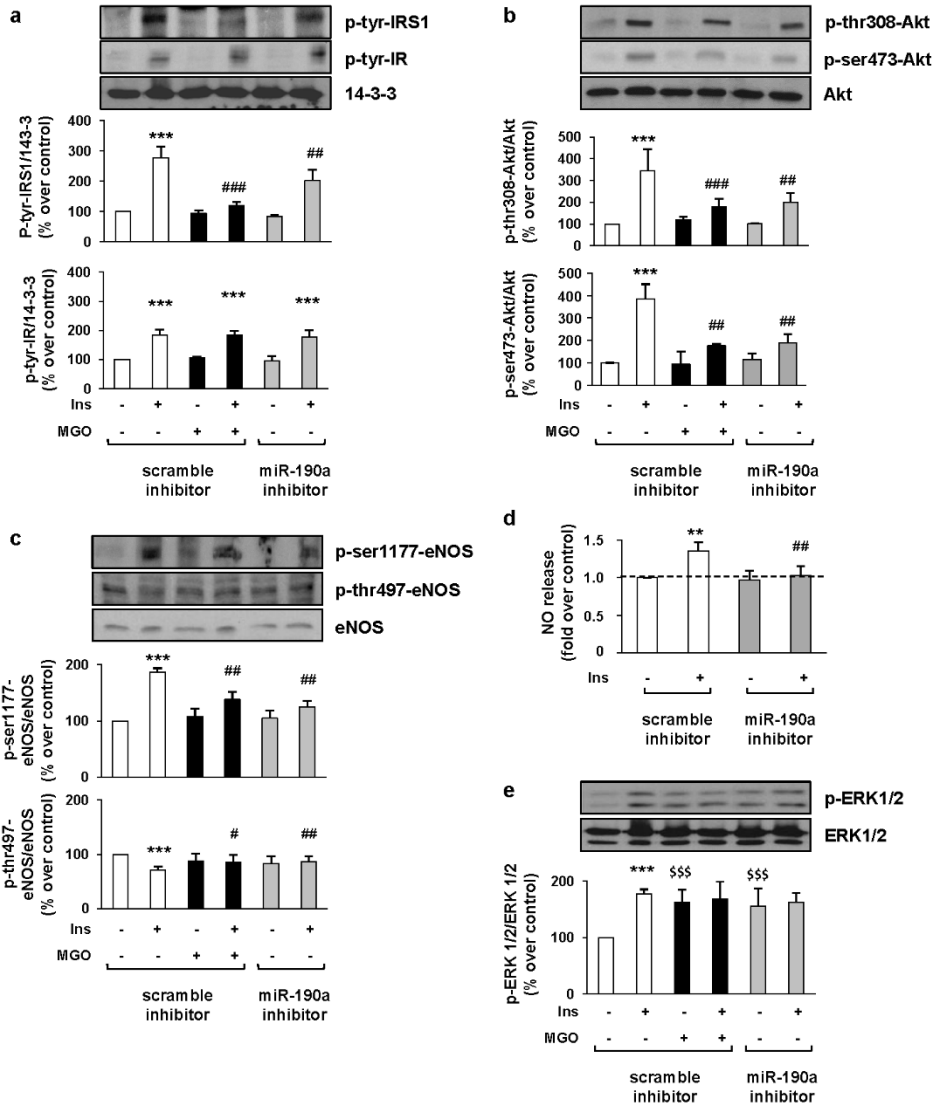 a
p-tyr-IRS1
p-tyr-IR
14-3-3
P-tyr-IRS1/143-3
(% over control)
400
300
200
100
0
***
###
##
p-tyr-IR/14-3-3
(% over control)
400
300
200
100
0
***
***
***
Ins - + - + - +
MGO - - + + - -
scramble
inhibitor
miR-190a
inhibitor
b
p-thr308-Akt
p-ser473-Akt
Akt
p-thr308-Akt/Akt
(% over control)
500
400
300
200
100
0
***
###
##
p-ser473-Akt/Akt
(% over control)
500
400
300
200
100
0
***
##
##
Ins - + - + - +
MGO - - + + - -
scramble
inhibitor
miR-190a
inhibitor
c
p-ser1177-eNOS
p-thr497-eNOS
eNOS
p-ser1177-
eNOS/eNOS
(% over control)
200
100
0
***
##
##
p-thr497-
eNOS/eNOS
(% over control)
200
100
0
***
#
##
Ins - + - + - +
MGO - - + + - -
scramble
inhibitor
miR-190a
inhibitor
d
NO release
(fold over control)
1.5
1.0
0.5
0
**
##
Ins - + - +
scramble
inhibitor
miR-190a
inhibitor
e
p-ERK1/2
ERK1/2
p-ERK 1/2/ERK 1/2
(% over control)
200
100
0
***
$$$
$$$
Ins - + - + - +
MGO - - + + - -
scramble
inhibitor
miR-190a
inhibitor